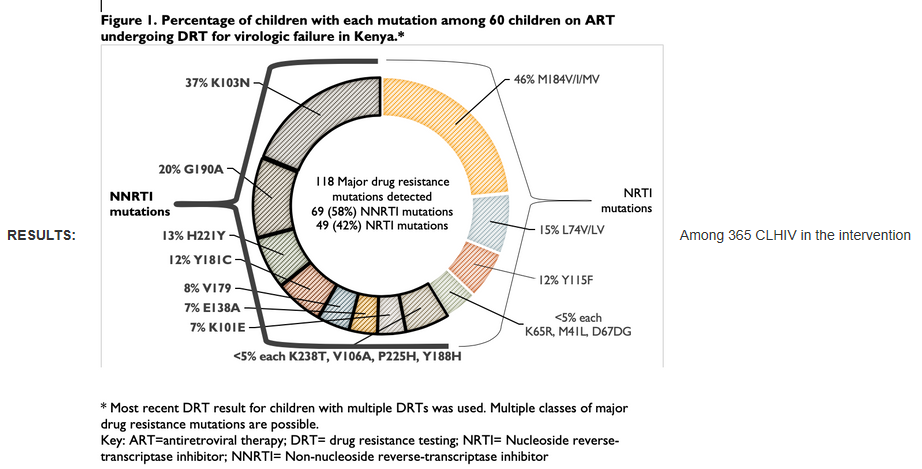 Figure 1. Percentage of children with each mutation among 60 children on ART
undergoing DRT for virologic failure in Kenya.*
37% K103N
46% M184V/I/MV
20% G190A
118 Major drug resistance
mutations detected
69 (58%) NNRTI mutations
49 (42%) NRTI mutations
NNRTI
mutations
NRTI
mutations
RESULTS:
13% H221Y
15% L74V/LV
Among 365 CLHIV in the intervention
12% Y181C
12% Y115F
8% V179
7% E138A
7% K101E
<5% each
K65R, M41L, D67DG
<5% each K238T, V106A, P225H, Y188H
* Most recent DRT result for children with multiple DRTs was used. Multiple classes of major
drug resistance mutations are possible.
Key: ART=antiretroviral therapy; DRT= drug resistance testing; NRTI= Nucleoside reverse-
transcriptase inhibitor; NNRTI= Non-nucleoside reverse-transcriptase inhibitor